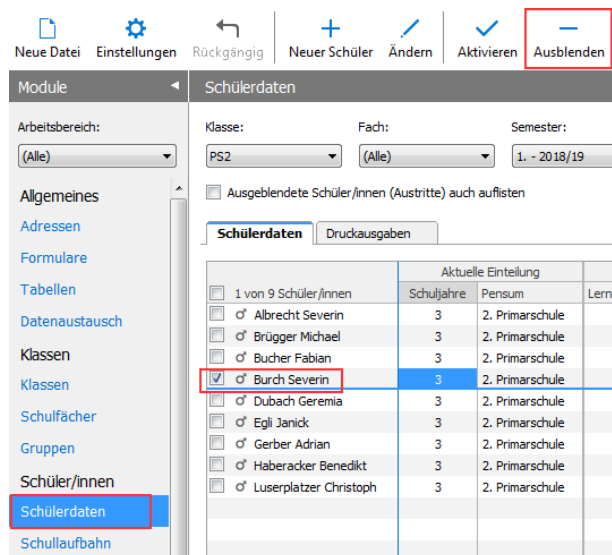 Neue Datei Einstellungen Rückgängig Neuer Schüler Ändern Aktivieren Ausblenden
Module
Schülerdaten
Arbeitsbereich:
(Alle)
Allgemeines
Adressen
Formulare
Tabellen
Datenaustausch
Klassen
Klassen
Schulfächer
Gruppen
Schüler/innen
Schülerdaten
Schullaufbahn
Klasse: Fach: Semester:
PS2 (Alle) 1. - 2018/19
Ausgeblendete Schüler/innen (Austritte) auch auflisten
Schülerdaten Druckausgaben
Aktuelle Einteilung
1 von 9 Schüler/innen Schuljahre Pensum Lern
Albrecht Severin 3 2. Primarschule
Brügger Michael 3 2. Primarschule
Bucher Fabian 3 2. Primarschule
Burch Severin 3 2. Primarschule
Dubach Geremia 3 2. Primarschule
Egli Janick 3 2. Primarschule
Gerber Adrian 3 2. Primarschule
Haberacker Benedikt 3 2. Primarschule
Luserplatzer Christoph 3 2. Primarschule